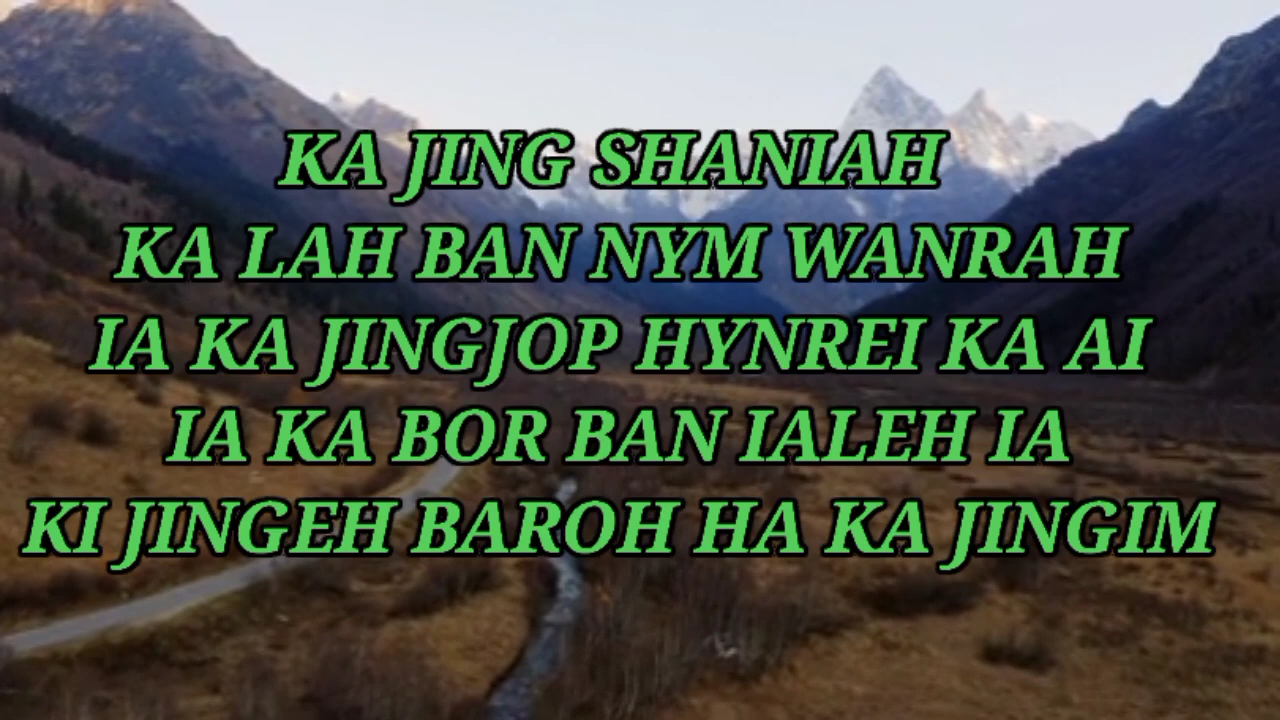 KA JING SHANIAH
KA LAH BAN NYM WANRAH
IA KA JINGJOP HYNREI KA AI
IA KA BOR BAN IALEH IA
KI JINGEH BAROH HA KA JINGIM